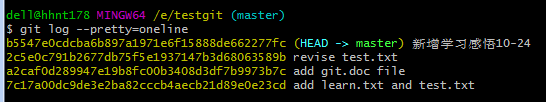 dell@hhnt178 MINGW64 /e/testgit (master)
$ git log --pretty=oneline
b5547e0cdcba6b897a1971e6f15888de662277fc (HEAD -> master) 新增学习感悟10-24
2c5e0c791b2677db75f5e1937147b3d68063589b revise test.txt
a2caf0d289947e19b8fc00b3408d3df7b9973b7c add git.doc file
7c17a00dc9de3e2ba82cccb4aecb21d89e0e23cd add learn.txt and test.txt